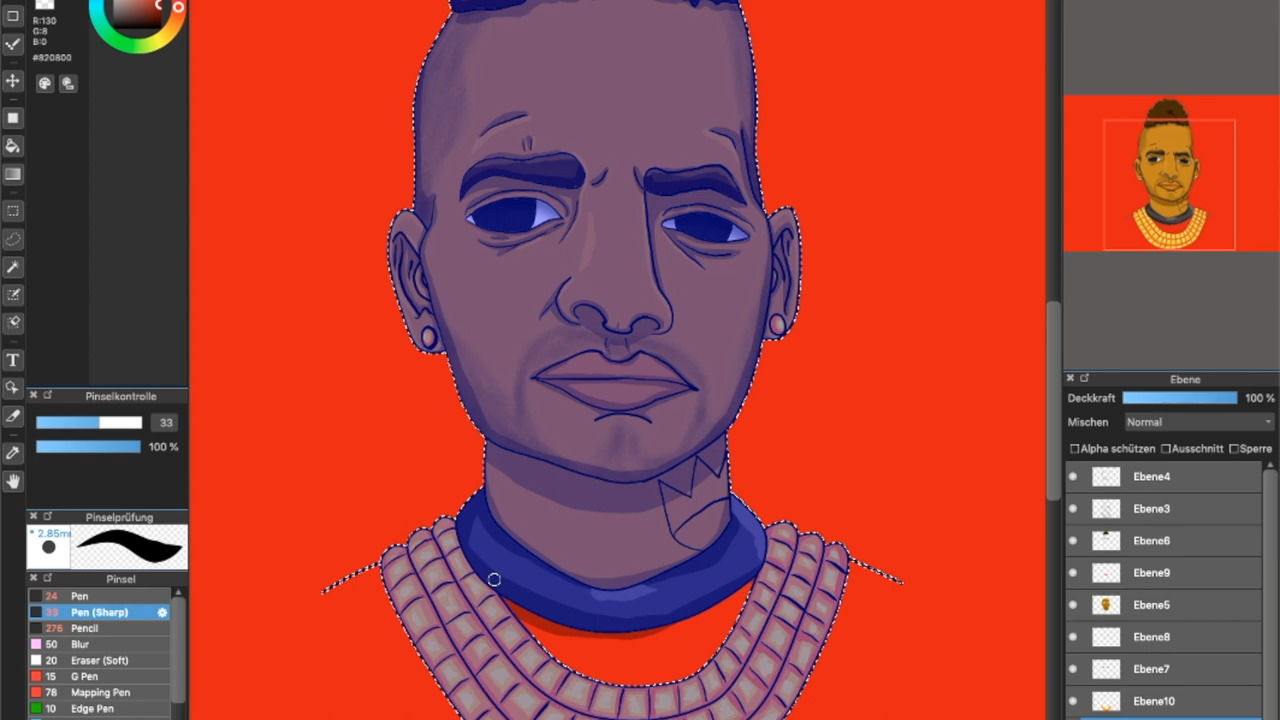 R:130
G:8
B:0
#820800
T
Pinselkontrolle
33
100 %
Pinselprüfung
* 2.85m
Pinsel
24 Pen
33 Pen (Sharp)
276 Pencil
50 Blur
20 Eraser (Soft)
15 G Pen
78 Mapping Pen
10 Edge Pen
Ebene
Deckkraft 100 %
Mischen Normal
Alpha schützen Ausschnitt Sperre
Ebene4
Ebene3
Ebene6
Ebene9
Ebene5
Ebene8
Ebene7
Ebene10